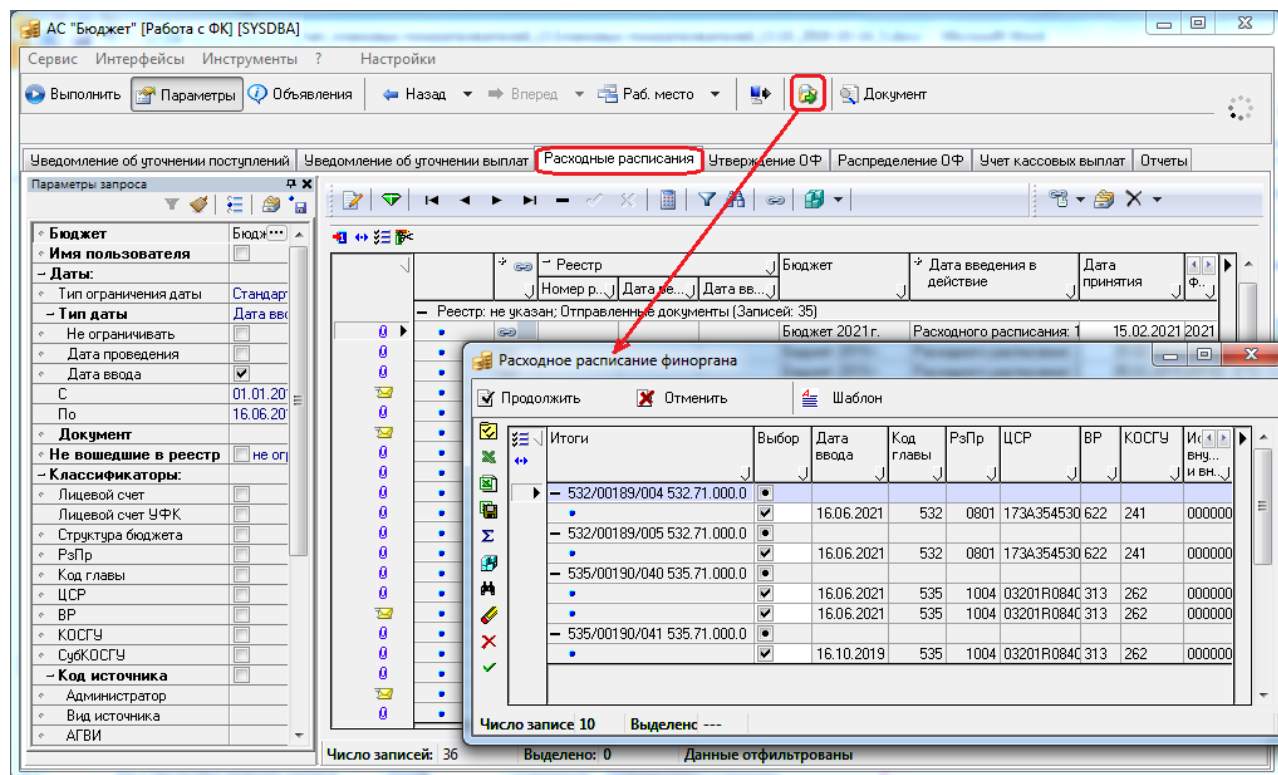 АС "Бюджет" [Работа с ФК] [SYSDBA]
Сервис Интерфейсы Инструменты ? Настройки
Выполнить Параметры Объявления Назад Вперед Раб. место Документ
Уведомление об уточнении поступлений Уведомление об уточнении выплат Расходные расписания Утверждение ОФ Распределение ОФ Учет кассовых выплат Отчеты
Параметры запроса
Бюджет Бюдж...
Имя пользователя
Даты:
Тип ограничения даты Стандарт
Тип даты Дата вво
Не ограничивать
Дата проведения
Дата ввода
С 01.01.20
По 16.06.20
Документ
Не вошедшие в реестр не ог
Классификаторы:
Лицевой счет
Лицевой счет УФК
Структура бюджета
РзПр
Код главы
ЦСР
ВР
КОСГУ
СубКОСГУ
Код источника
Администратор
Вид источника
АГВИ
Реестр Бюджет Дата введения в действие Дата принятия Ф..
Номер р... Дата ве... Дата вв...
Реестр: не указан; Отправленные документы (Записей: 35)
Бюджет 2021 г. Расходного расписания: 1 15.02.2021 2021
Расходное расписание финоргана
Продолжить Отменить Шаблон
Итоги Выбор Дата ввода Код главы РзПр ЦСР ВР КОСГУ Ис вну... и вн...
532/00189/004 532.71.000.0
16.06.2021 532 0801 173A354530 622 241 000000
532/00189/005 532.71.000.0
16.06.2021 532 0801 173A354530 622 241 000000
535/00190/040 535.71.000.0
16.06.2021 535 1004 03201R0840 313 262 000000
16.06.2021 535 1004 03201R0840 313 262 000000
535/00190/041 535.71.000.0
16.10.2019 535 1004 03201R0840 313 262 000000
Число записе 10 Выделенс ---
Число записей: 36 Выделено: 0 Данные отфильтрованы